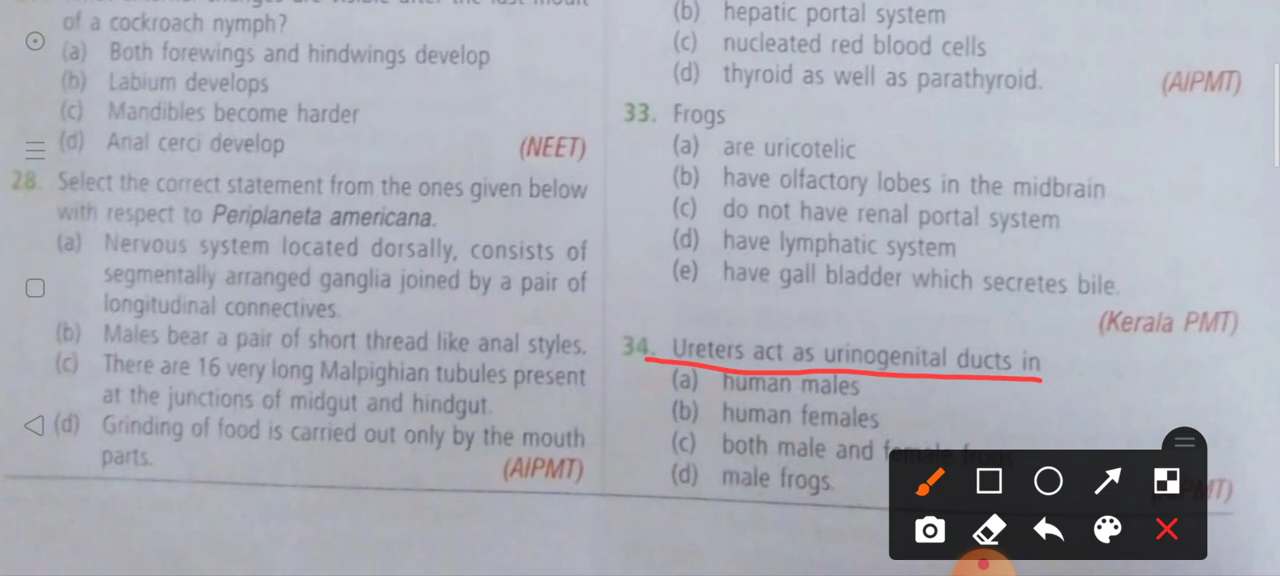 of a cockroach nymph?
(a) Both forewings and hindwings develop
(b) Labium develops
(c) Mandibles become harder
(d) Anal cerci develop (NEET)
28. Select the correct statement from the ones given below
with respect to Periplaneta americana.
(a) Nervous system located dorsally, consists of
segmentally arranged ganglia joined by a pair of
longitudinal connectives.
(b) Males bear a pair of short thread like anal styles.
(c) There are 16 very long Malpighian tubules present
at the junctions of midgut and hindgut.
(d) Grinding of food is carried out only by the mouth
parts. (AIPMT)
(b) hepatic portal system
(c) nucleated red blood cells
(d) thyroid as well as parathyroid. (AIPMT)
33. Frogs
(a) are uricotelic
(b) have olfactory lobes in the midbrain
(c) do not have renal portal system
(d) have lymphatic system
(e) have gall bladder which secretes bile.
(Kerala PMT)
34. Ureters act as urinogenital ducts in
(a) human males
(b) human females
(c) both male and female frogs
(d) male frogs.